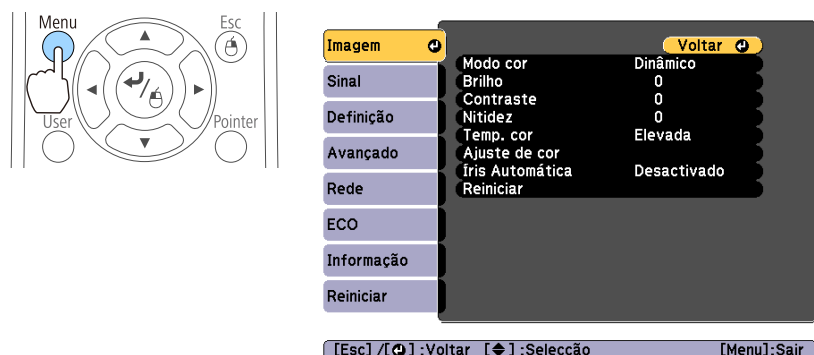 Menu
Esc
User
Pointer
Imagem
Voltar
Modo cor Dinâmico
Sinal
Brilho 0
Contraste 0
Definição
Nitidez 0
Temp. cor Elevada
Avançado
Ajuste de cor
Íris Automática Desactivado
Rede
Reiniciar
ECO
Informação
Reiniciar
[Esc] /[ ] :Voltar [ ] :Selecção [Menu]:Sair